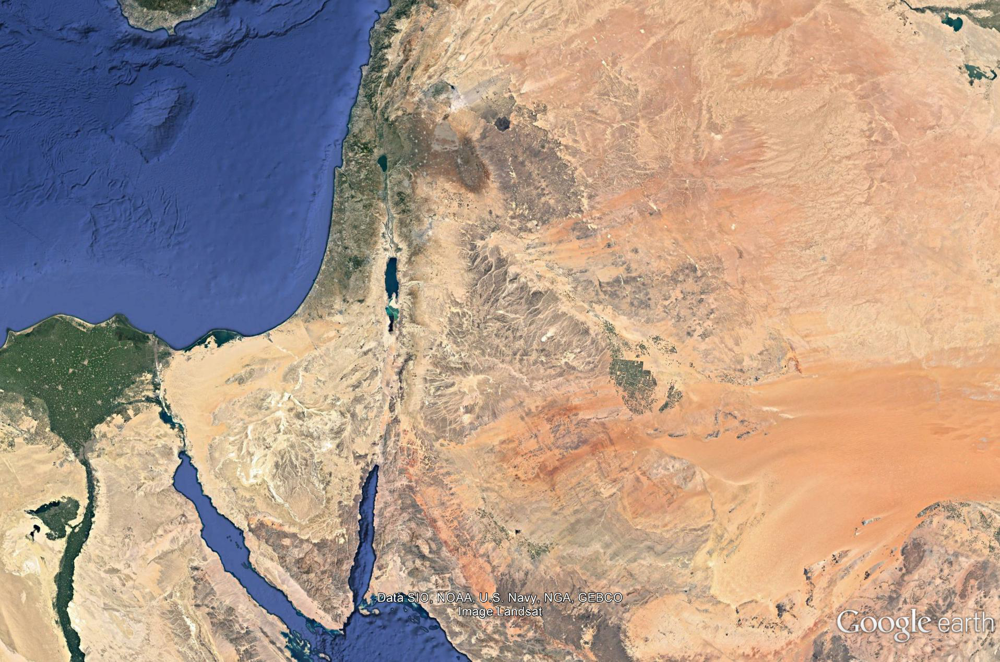 Data SIO, NOAA, U.S. Navy, NGA, GEBCO
Image Landsat
Google earth